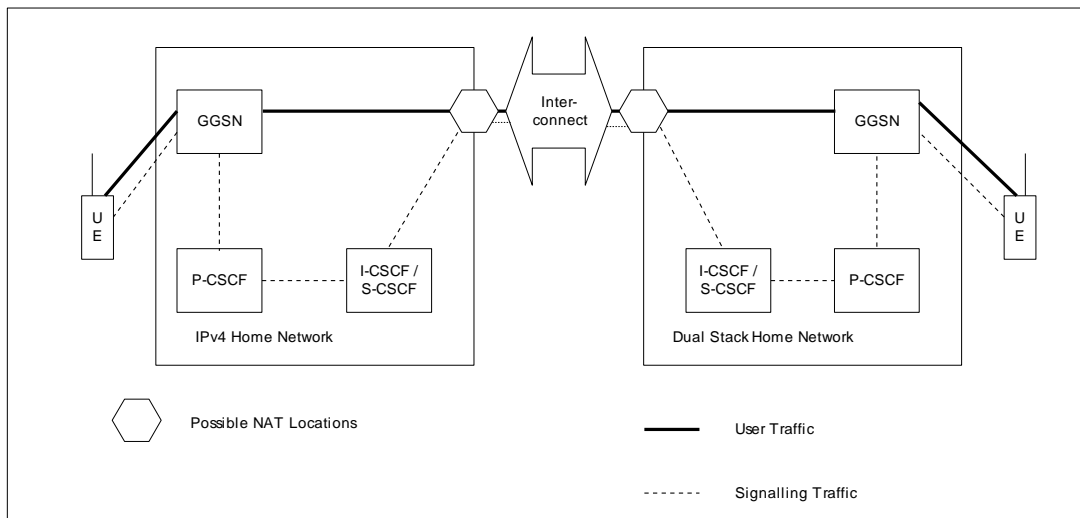 Inter-
connect
GGSN
GGSN
U
E
U
E
P-CSCF
I-CSCF /
S-CSCF
I-CSCF /
S-CSCF
P-CSCF
IPv4 Home Network
Dual Stack Home Network
Possible NAT Locations
User Traffic
Signalling Traffic